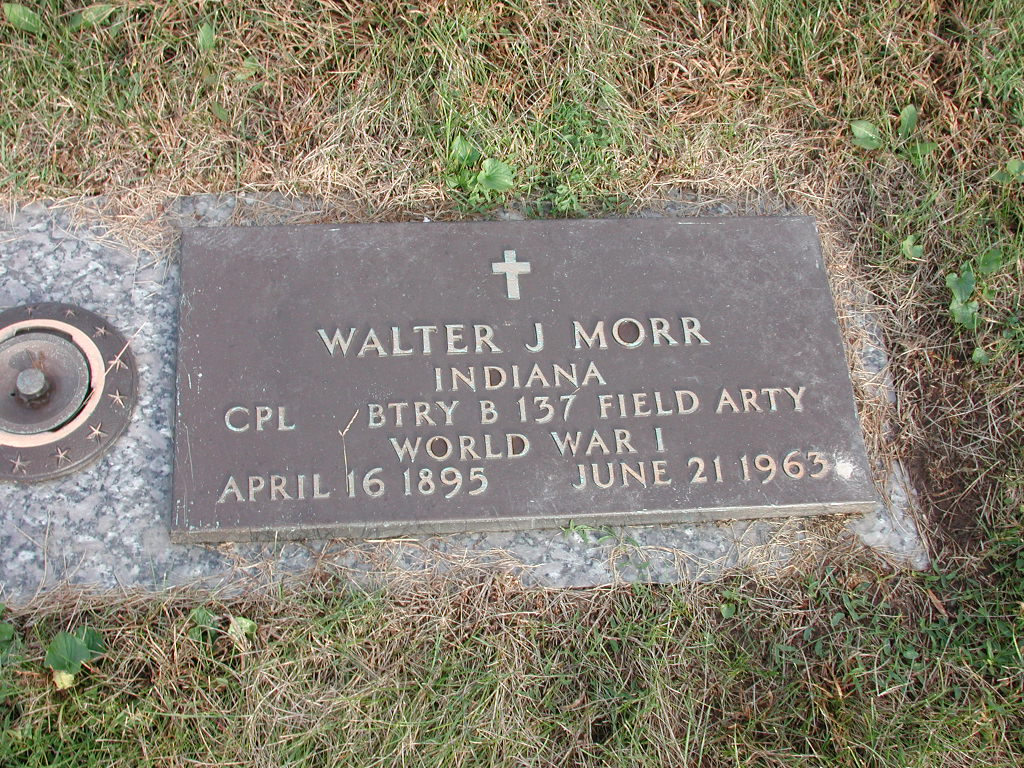 WALTER J MORR
INDIANA
CPL BTRY B 137 FIELD ARTY
WORLD WAR I
APRIL 16 1895 JUNE 21 1963